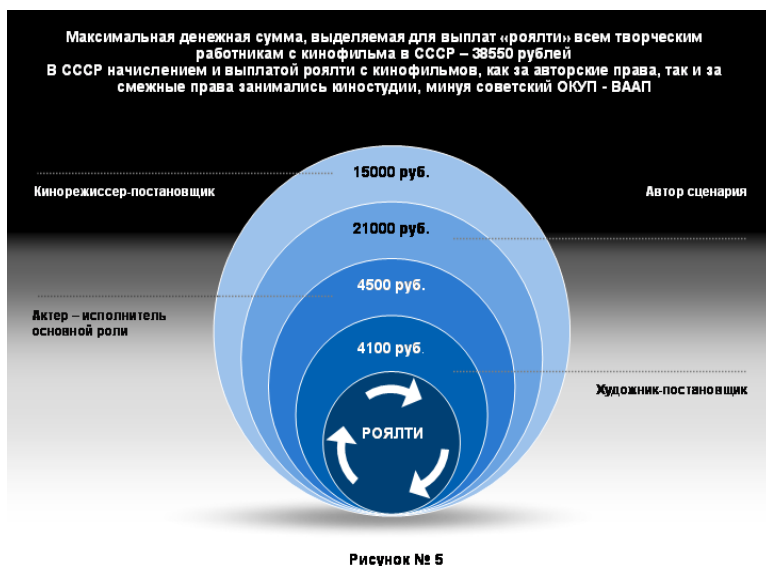 Максимальная денежная сумма, выделяемая для выплат «роялти» всем творческим
работникам с кинофильма в СССР – 38550 рублей
В СССР начислением и выплатой роялти с кинофильмов, как за авторские права, так и за
смежные права занимались киностудии, минуя советский ОКУП - ВААП
15000 руб.
Кинорежиссер-постановщик
Автор сценария
21000 руб.
4500 руб.
Актер – исполнитель
основной роли
4100 руб.
Художник-постановщик
РОЯЛТИ
Рисунок № 5